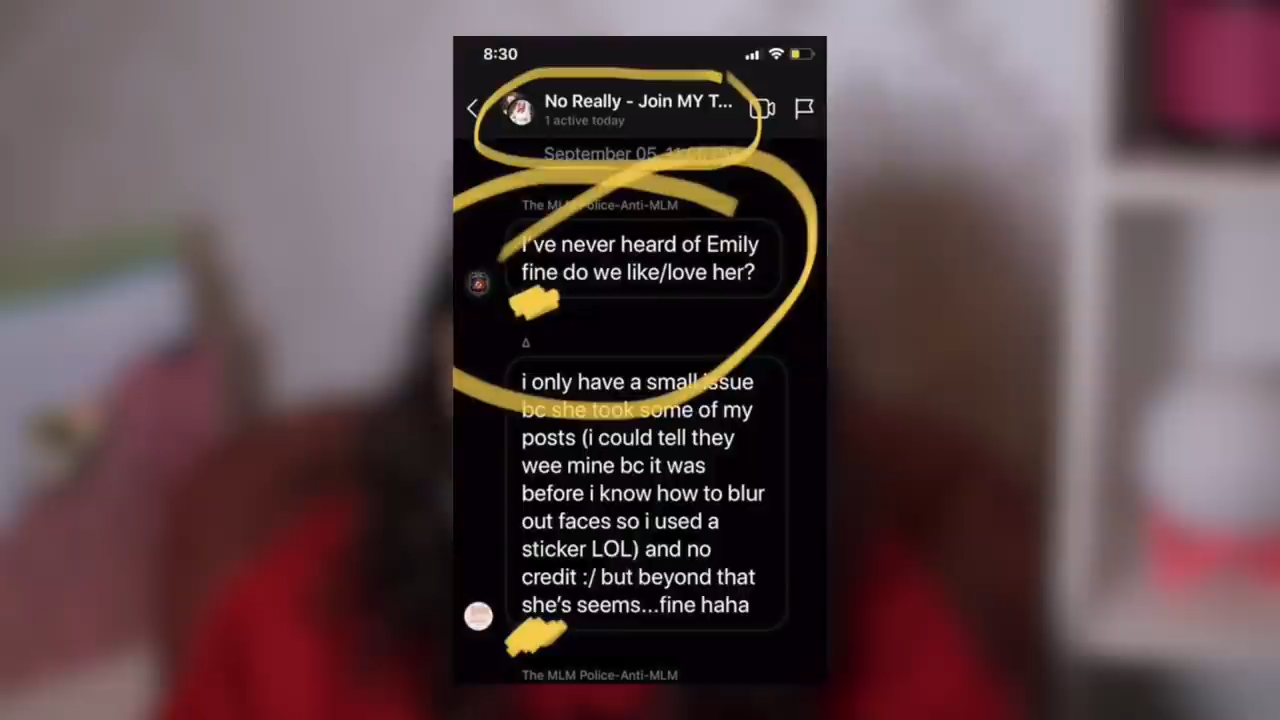 8:30
No Really - Join MY T...
1 active today
September 05,
The MLM Police-Anti-MLM
I've never heard of Emily
fine do we like/love her?
Δ
i only have a small issue
bc she took some of my
posts (i could tell they
wee mine bc it was
before i know how to blur
out faces so i used a
sticker LOL) and no
credit :/ but beyond that
she's seems...fine haha
The MLM Police-Anti-MLM